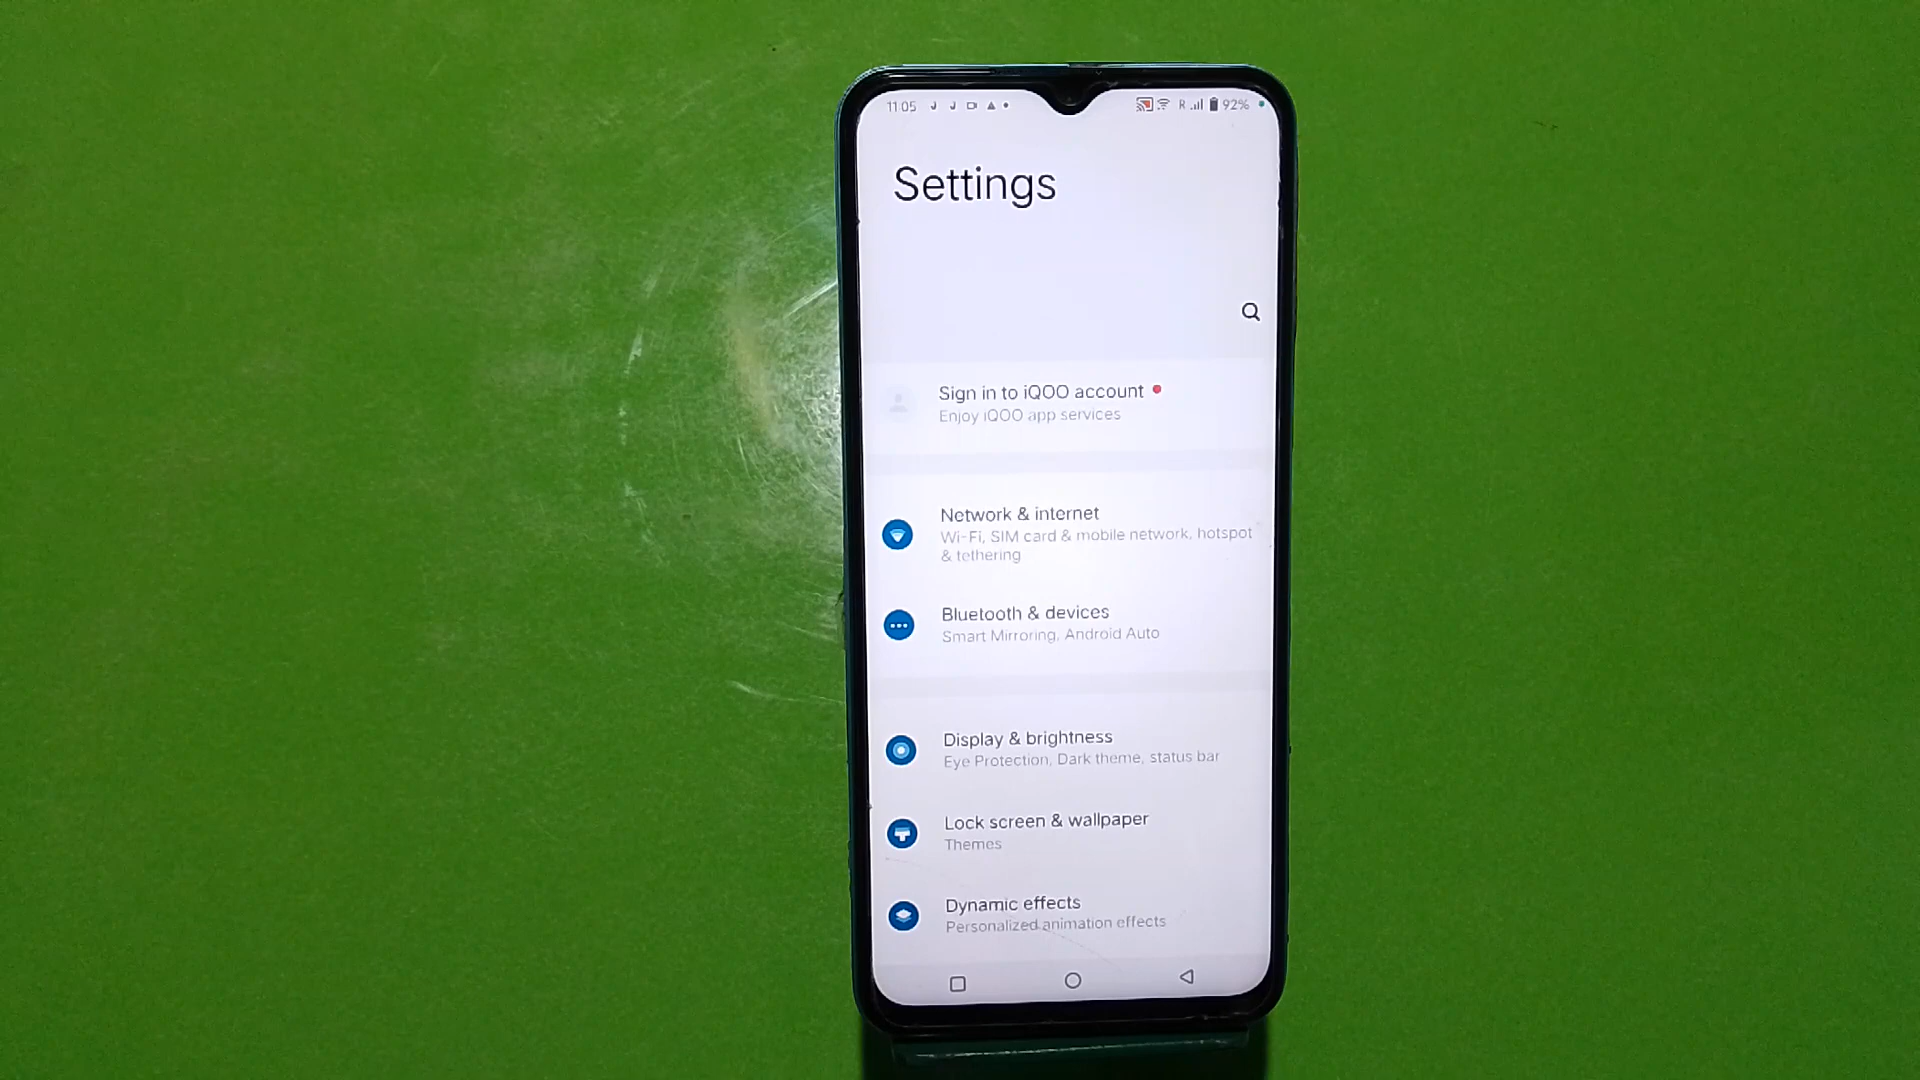 11:05 R 92%
Settings
Sign in to iQOO account
Enjoy iQOO app services
Network & internet
Wi-Fi, SIM card & mobile network, hotspot
& tethering
Bluetooth & devices
Smart Mirroring, Android Auto
Display & brightness
Eye Protection, Dark theme, status bar
Lock screen & wallpaper
Themes
Dynamic effects
Personalized animation effects